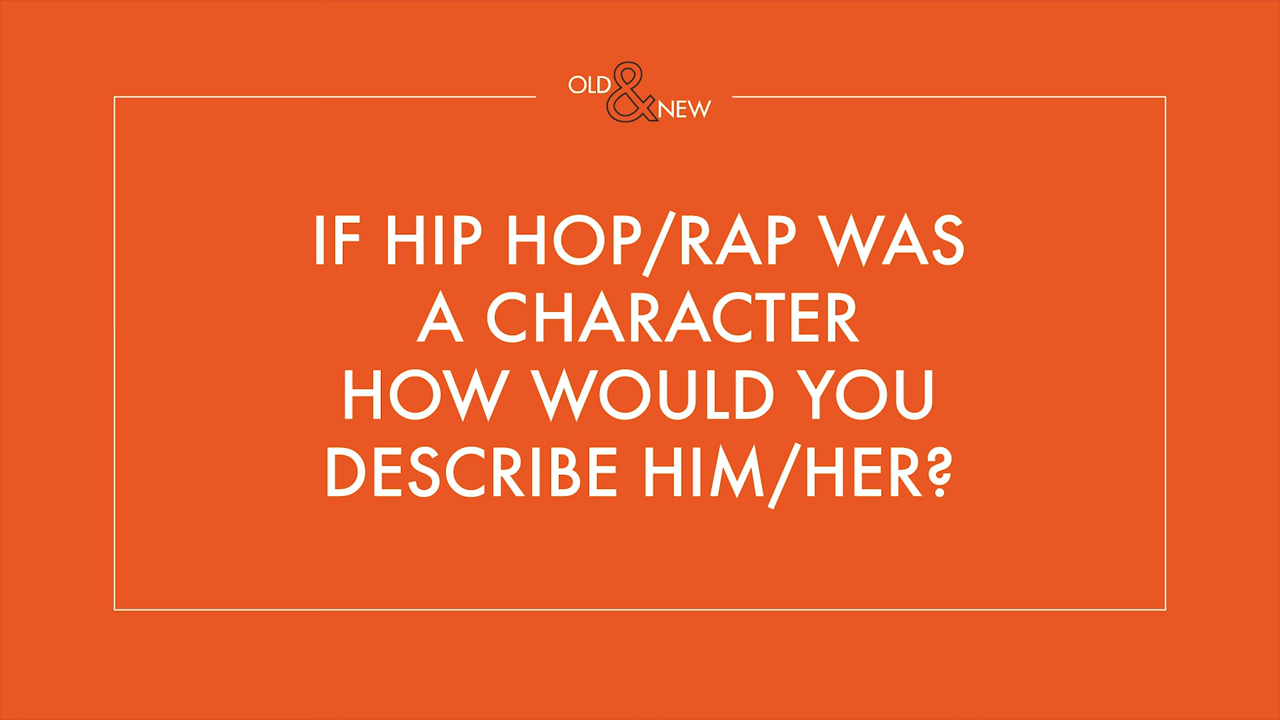 OLD
&
NEW
IF HIP HOP/RAP WAS
A CHARACTER
HOW WOULD YOU
DESCRIBE HIM/HER?